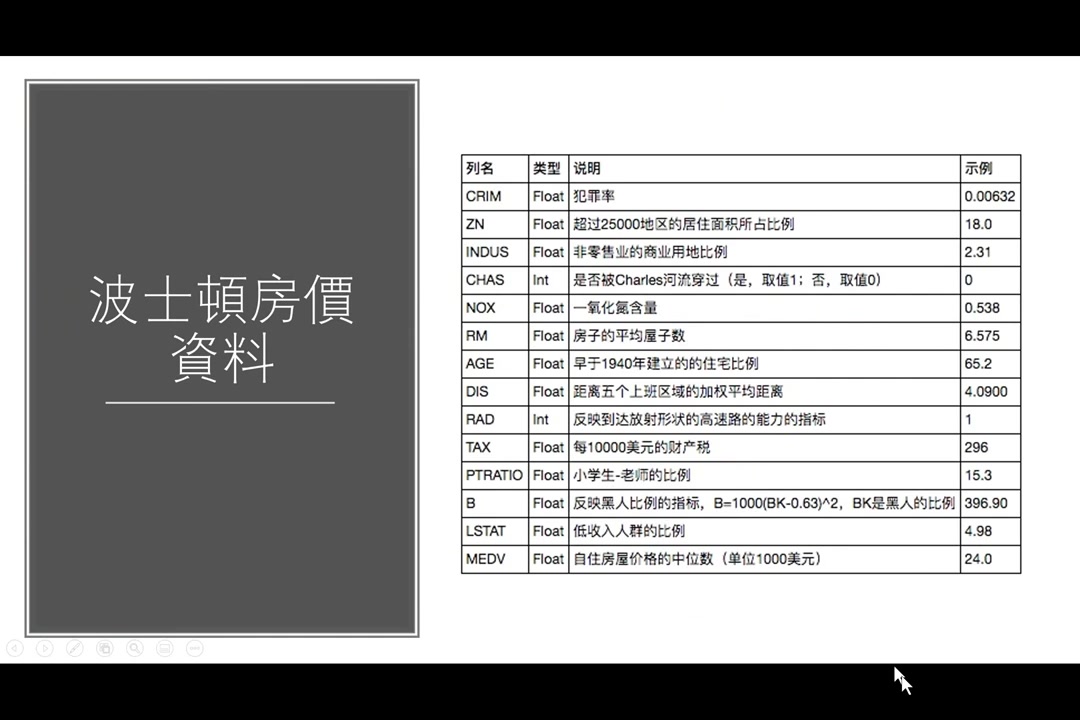 波士頓房價
資料
列名 类型 说明 示例
CRIM Float 犯罪率 0.00632
ZN Float 超过25000地区的居住面积所占比例 18.0
INDUS Float 非零售业的商业用地比例 2.31
CHAS Int 是否被Charles河流穿过（是，取值1；否，取值0） 0
NOX Float 一氧化氮含量 0.538
RM Float 房子的平均屋子数 6.575
AGE Float 早于1940年建立的的住宅比例 65.2
DIS Float 距离五个上班区域的加权平均距离 4.0900
RAD Int 反映到达放射形状的高速路的能力的指标 1
TAX Float 每10000美元的财产税 296
PTRATIO Float 小学生-老师的比例 15.3
B Float 反映黑人比例的指标，B=1000(BK-0.63)^2，BK是黑人的比例 396.90
LSTAT Float 低收入人群的比例 4.98
MEDV Float 自住房屋价格的中位数（单位1000美元） 24.0